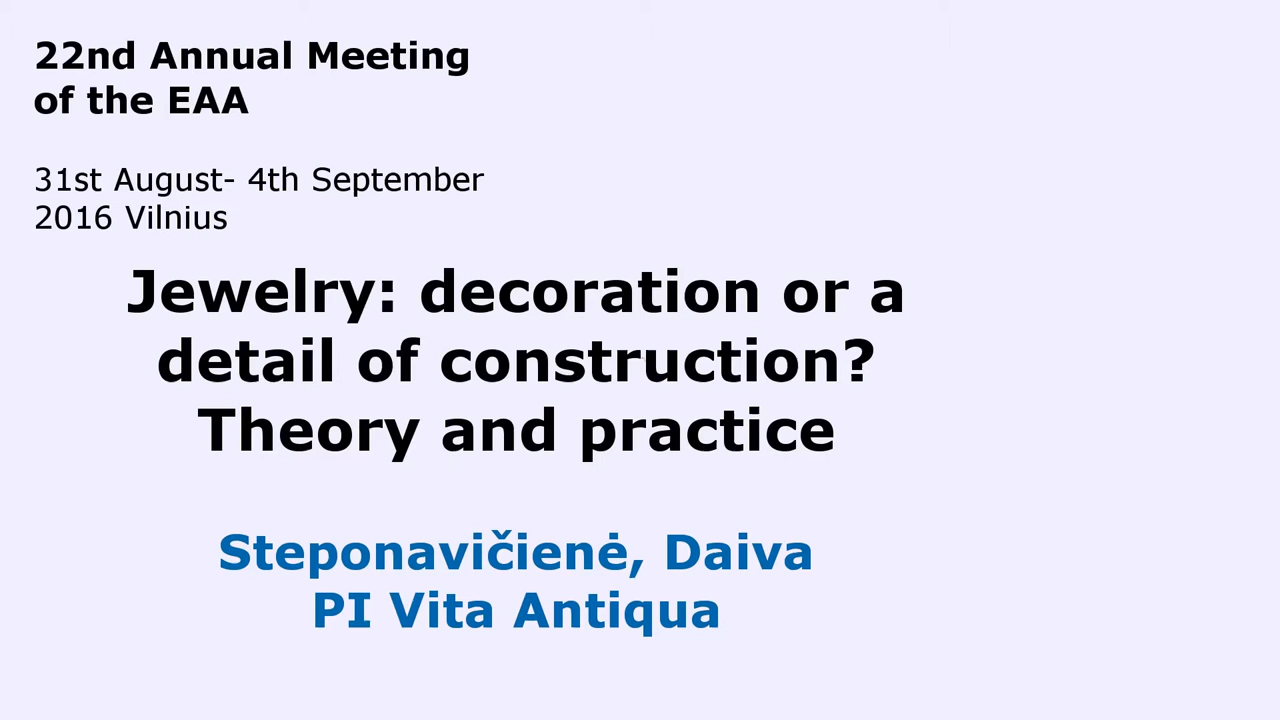 22nd Annual Meeting
of the EAA
31st August- 4th September
2016 Vilnius
Jewelry: decoration or a
detail of construction?
Theory and practice
Steponavičienė, Daiva
PI Vita Antiqua